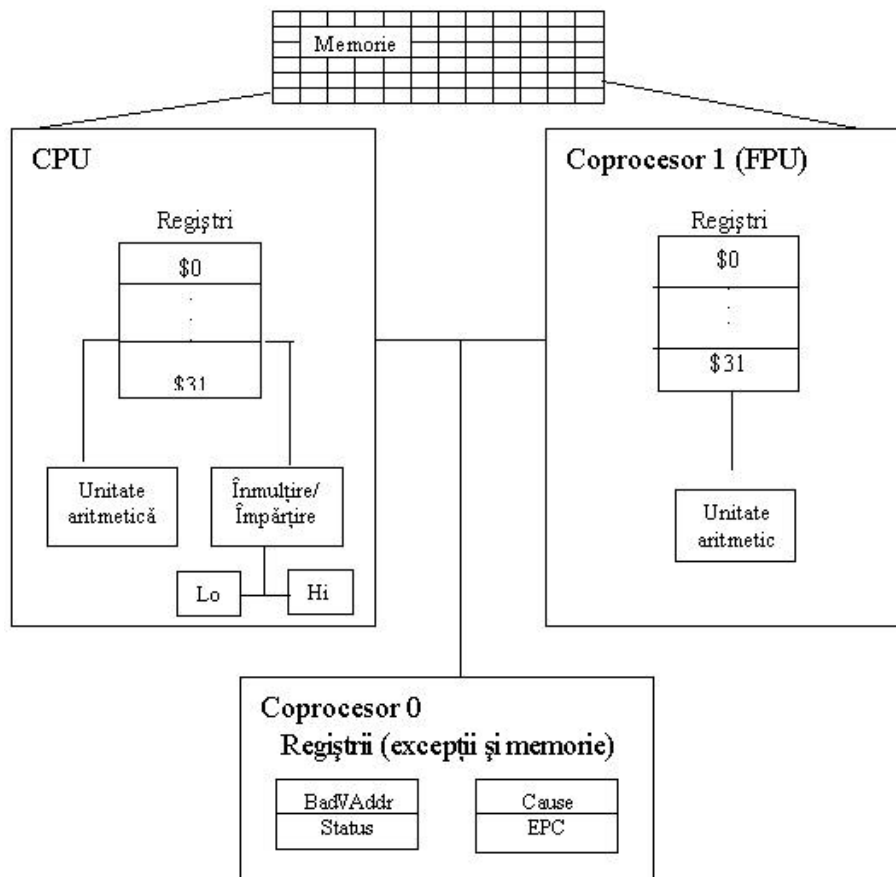 Memorie
CPU
Regiştri
$0
$31
Unitate
aritmetică
Înmulţire/
Împărţire
Lo
Hi
Coprocesor 1 (FPU)
Regiştri
$0
$31
Unitate
aritmetic
Coprocesor 0
Regiştrii (excepţii şi memorie)
BadVAddr
Status
Cause
EPC